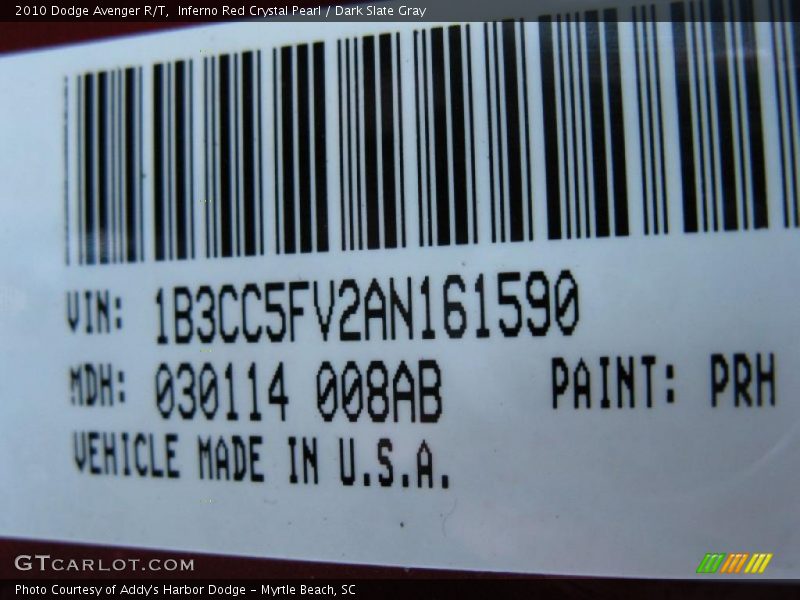 2010 Dodge Avenger R/T,  Inferno Red Crystal Pearl / Dark Slate Gray
VIN: 1B3CC5FV2AN161590
MDH: 030114 008AB PAINT: PRH
VEHICLE MADE IN U.S.A.
GTCARLOT.COM
Photo Courtesy of Addy's Harbor Dodge - Myrtle Beach, SC